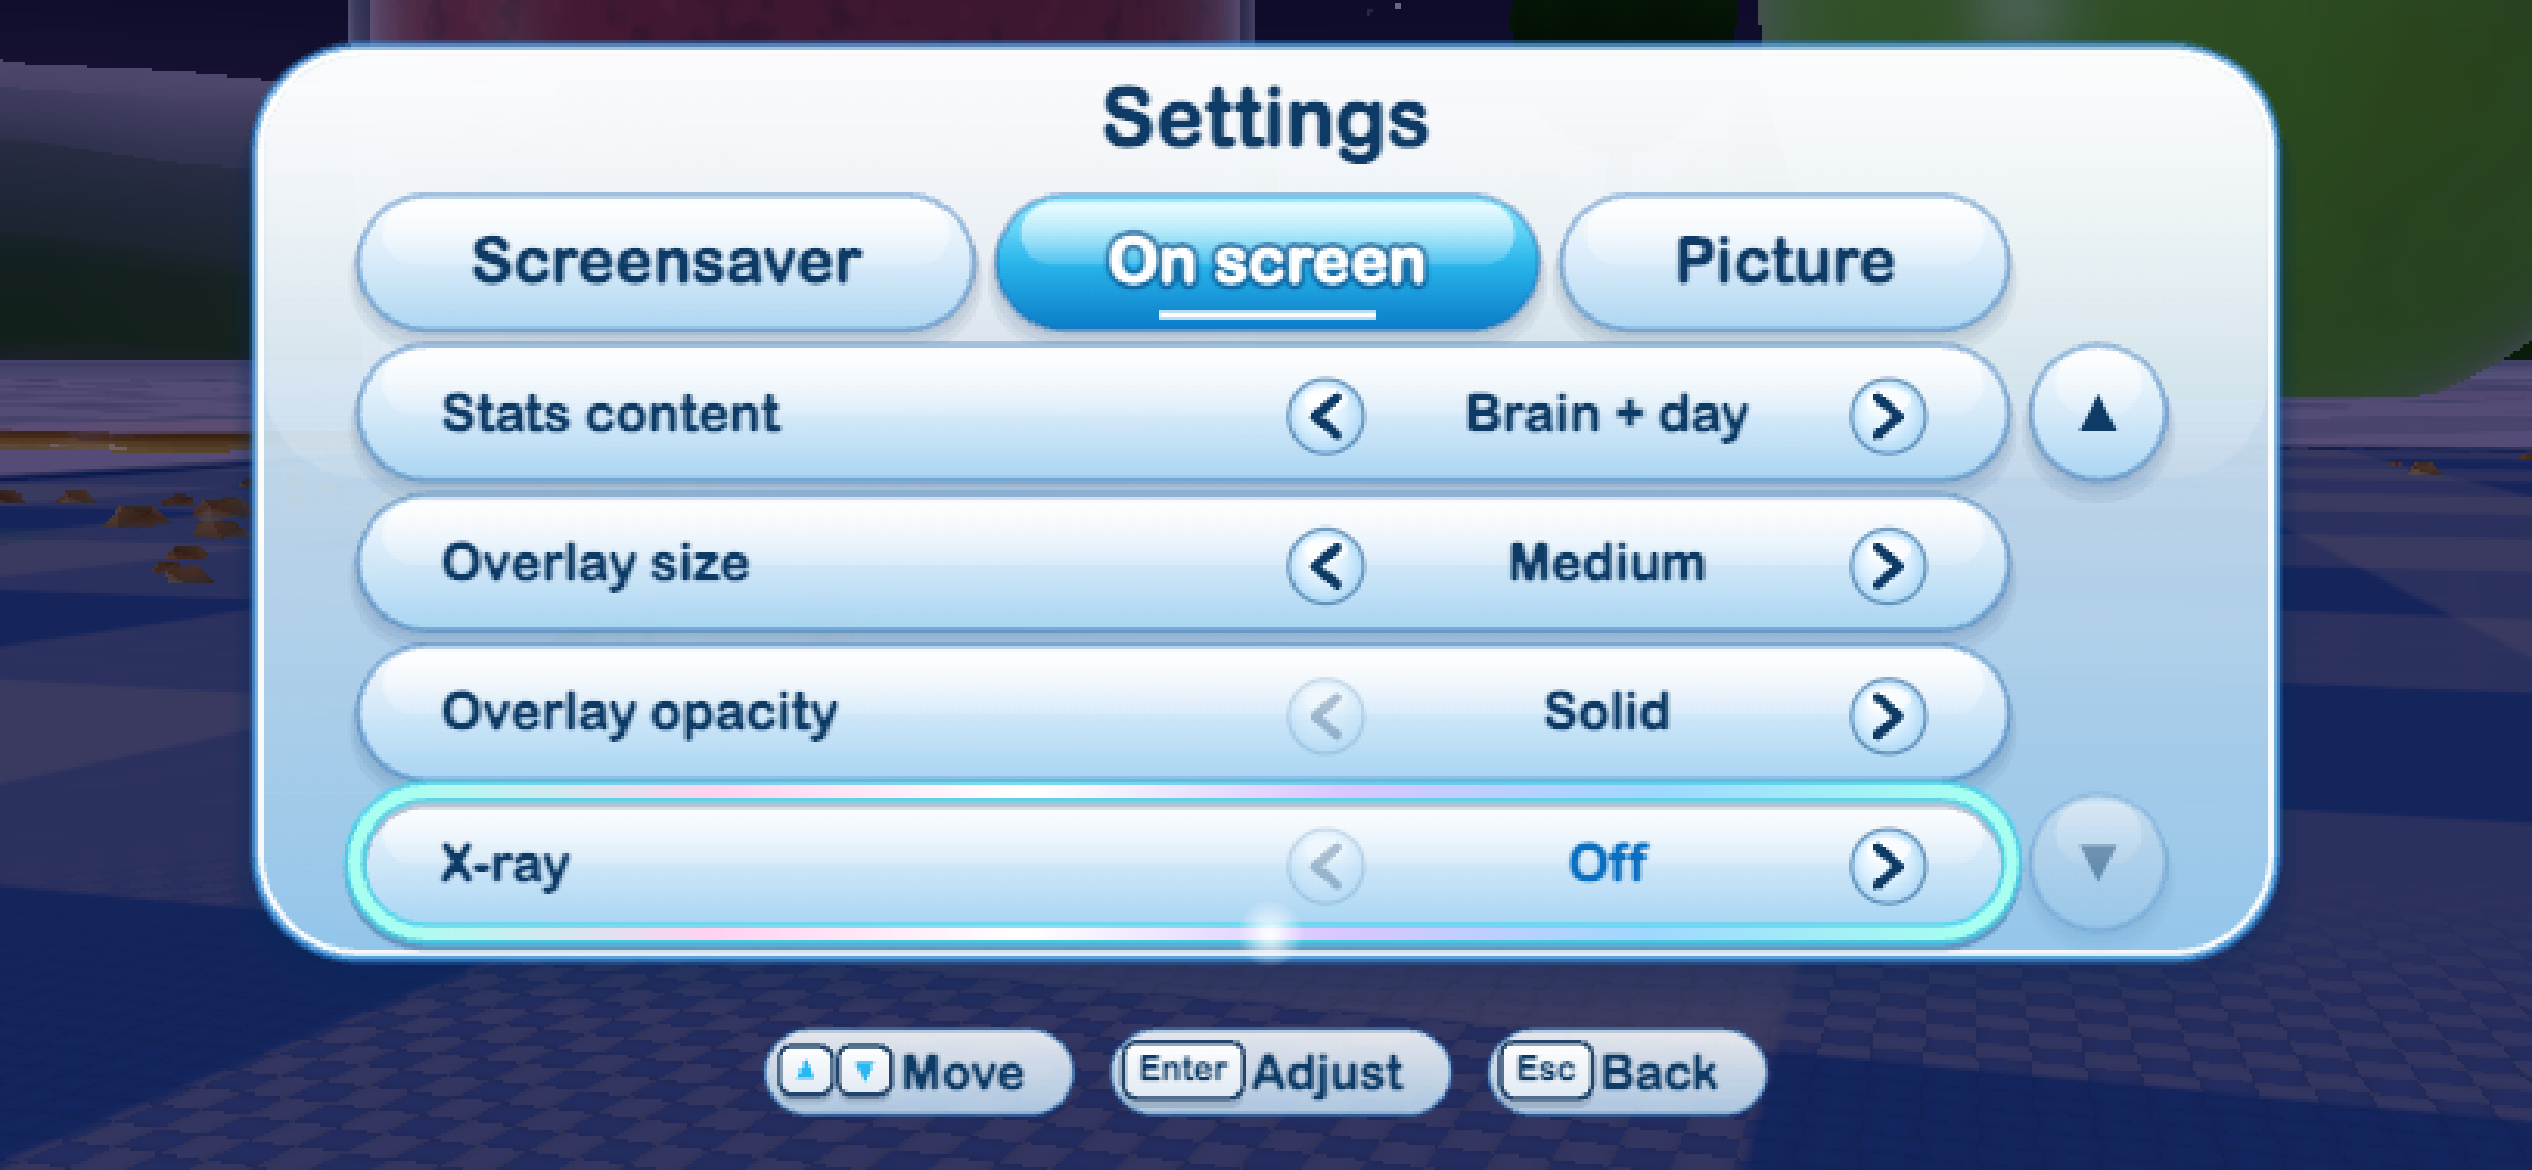 Settings
Screensaver On screen Picture
Stats content < Brain + day > ▲
Overlay size < Medium >
Overlay opacity < Solid >
X-ray < Off > ▼
▲ ▼ Move Enter Adjust Esc Back